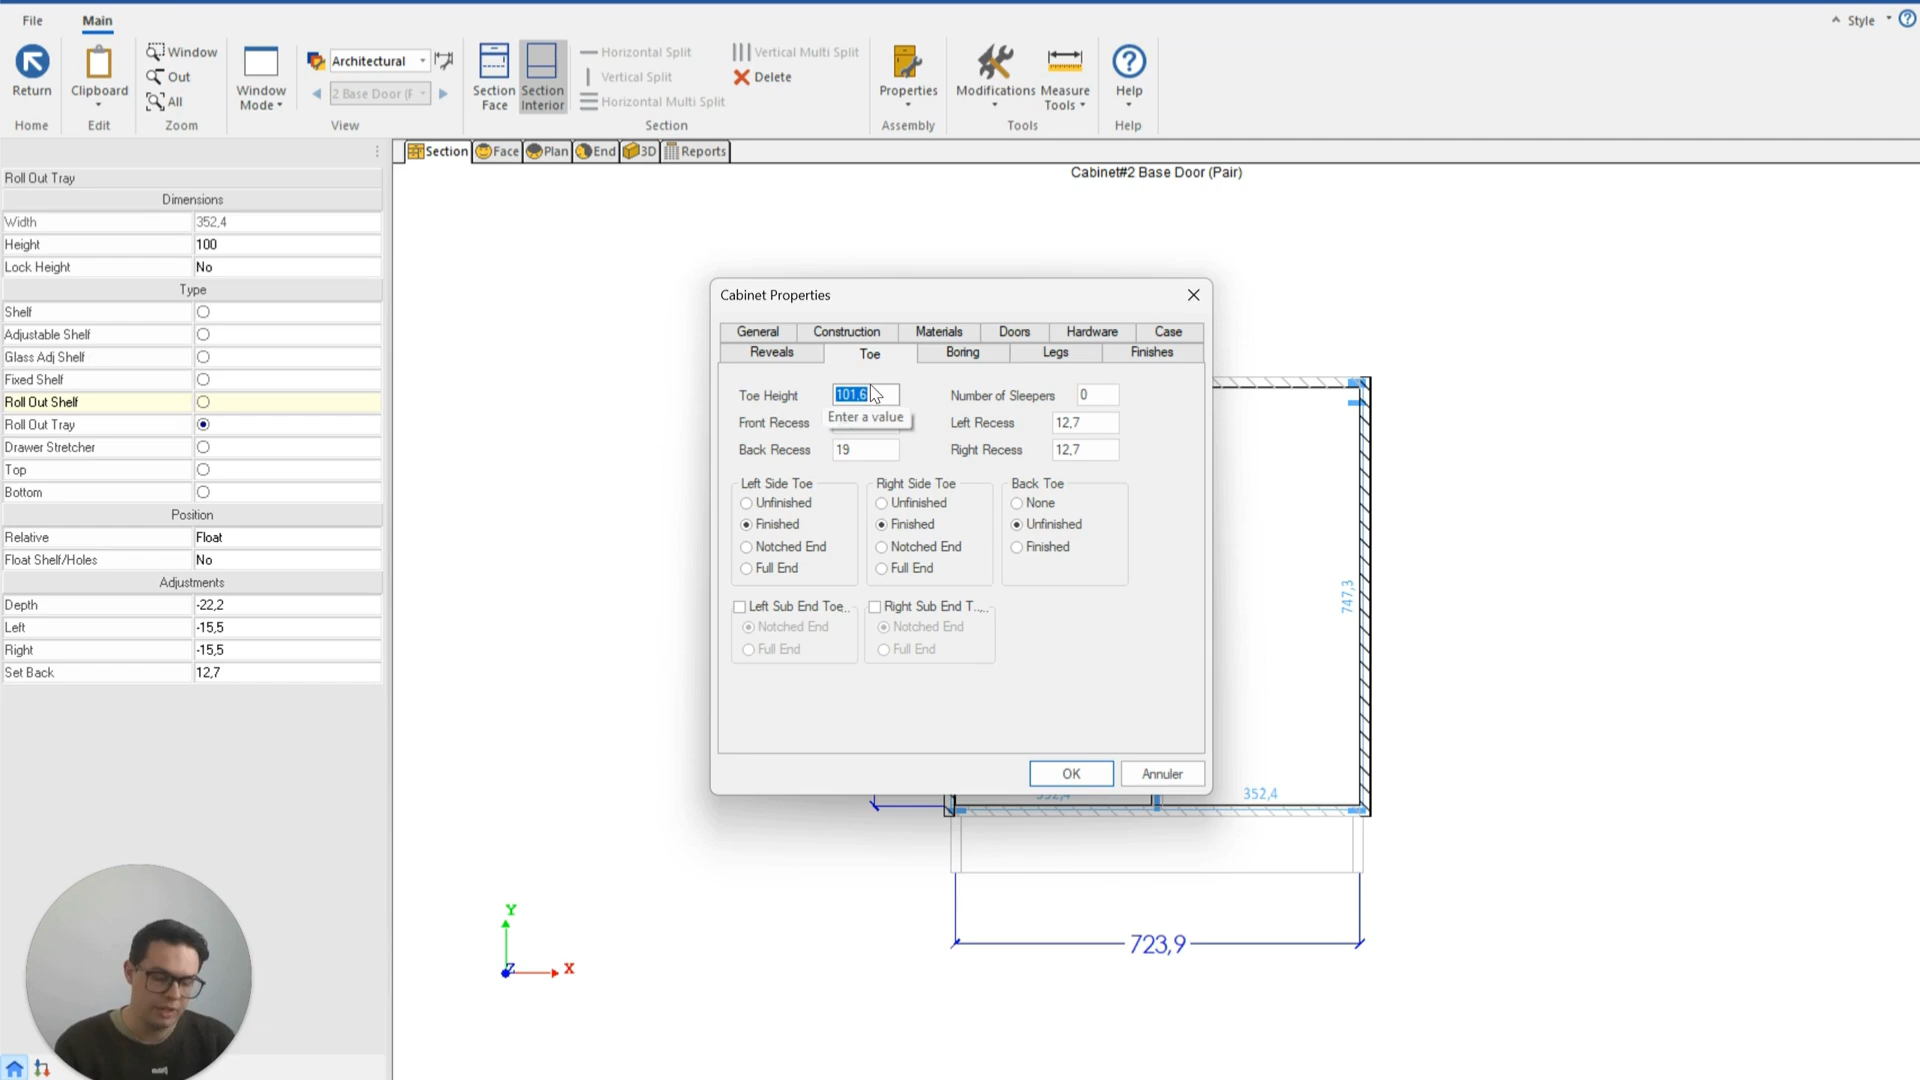 File
Main
Style
Return
Clipboard
Window
Out
All
Window
Mode
Architectural
2 Base Door (F
Section
Face
Section
Interior
Horizontal Split
Vertical Split
Horizontal Multi Split
Vertical Multi Split
Delete
Properties
Modifications
Measure
Tools
Help
Home
Edit
Zoom
View
Section
Assembly
Tools
Help
Section
Face
Plan
End
3D
Reports
Cabinet#2 Base Door (Pair)
Roll Out Tray
Dimensions
Width 352,4
Height 100
Lock Height No
Type
Shelf
Adjustable Shelf
Glass Adj Shelf
Fixed Shelf
Roll Out Shelf
Roll Out Tray
Drawer Stretcher
Top
Bottom
Position
Relative Float
Float Shelf/Holes No
Adjustments
Depth -22,2
Left -15,5
Right -15,5
Set Back 12,7
Cabinet Properties
General
Construction
Materials
Doors
Hardware
Case
Reveals
Toe
Boring
Legs
Finishes
Toe Height 101,6
Number of Sleepers 0
Enter a value
Front Recess
Left Recess 12,7
Back Recess 19
Right Recess 12,7
Left Side Toe
Unfinished
Finished
Notched End
Full End
Right Side Toe
Unfinished
Finished
Notched End
Full End
Back Toe
None
Unfinished
Finished
Left Sub End Toe...
Notched End
Full End
Right Sub End T...
Notched End
Full End
OK
Annuler
747,3
352,4
352,4
723,9
Y
Z
X